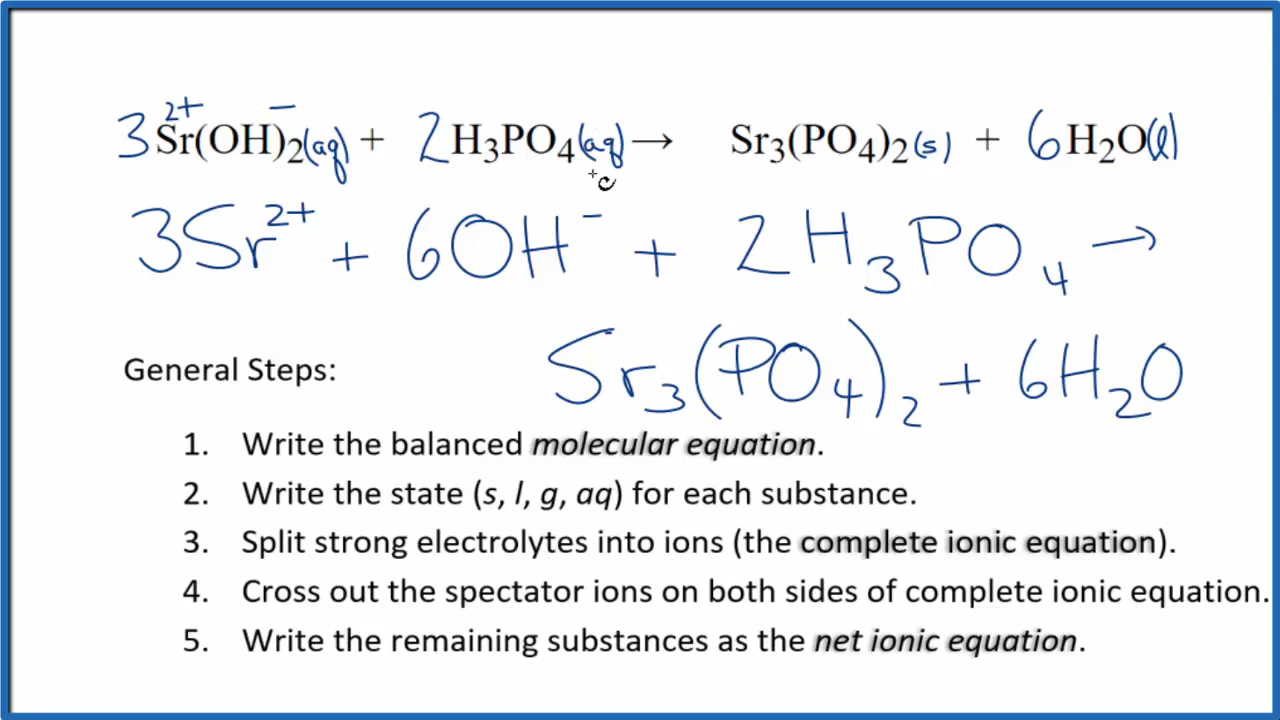 3Sr²⁺(OH)⁻₂(aq) + 2H₃PO₄(aq) → Sr₃(PO₄)₂(s) + 6H₂O(l)
3Sr²⁺ + 6OH⁻ + 2H₃PO₄ →
Sr₃(PO₄)₂ + 6H₂O
General Steps:
1. Write the balanced molecular equation.
2. Write the state (s, l, g, aq) for each substance.
3. Split strong electrolytes into ions (the complete ionic equation).
4. Cross out the spectator ions on both sides of complete ionic equation.
5. Write the remaining substances as the net ionic equation.